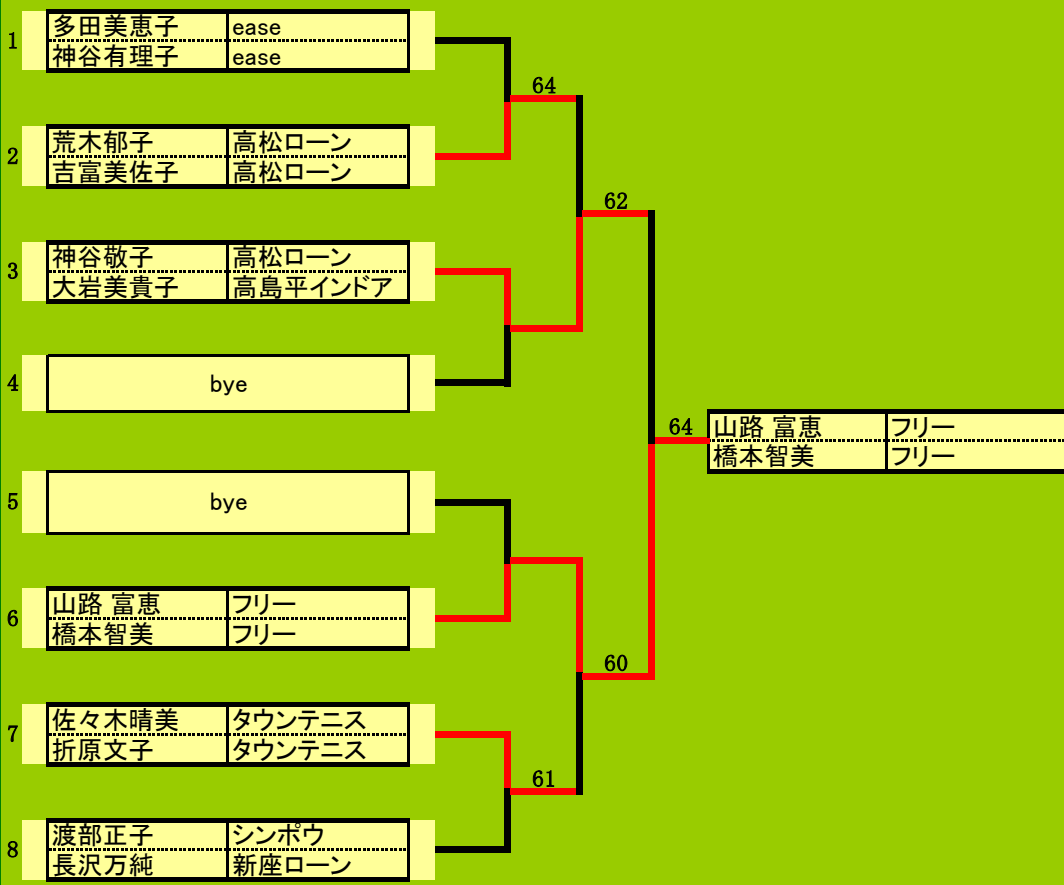 1 多田美恵子 ease
神谷有理子 ease
64
2 荒木郁子 高松ローン
吉富美佐子 高松ローン
62
3 神谷敬子 高松ローン
大岩美貴子 高島平インドア
4 bye
64 山路 富恵 フリー
橋本智美 フリー
5 bye
6 山路 富恵 フリー
橋本智美 フリー
60
7 佐々木晴美 タウンテニス
折原文子 タウンテニス
61
8 渡部正子 シンポウ
長沢万純 新座ローン